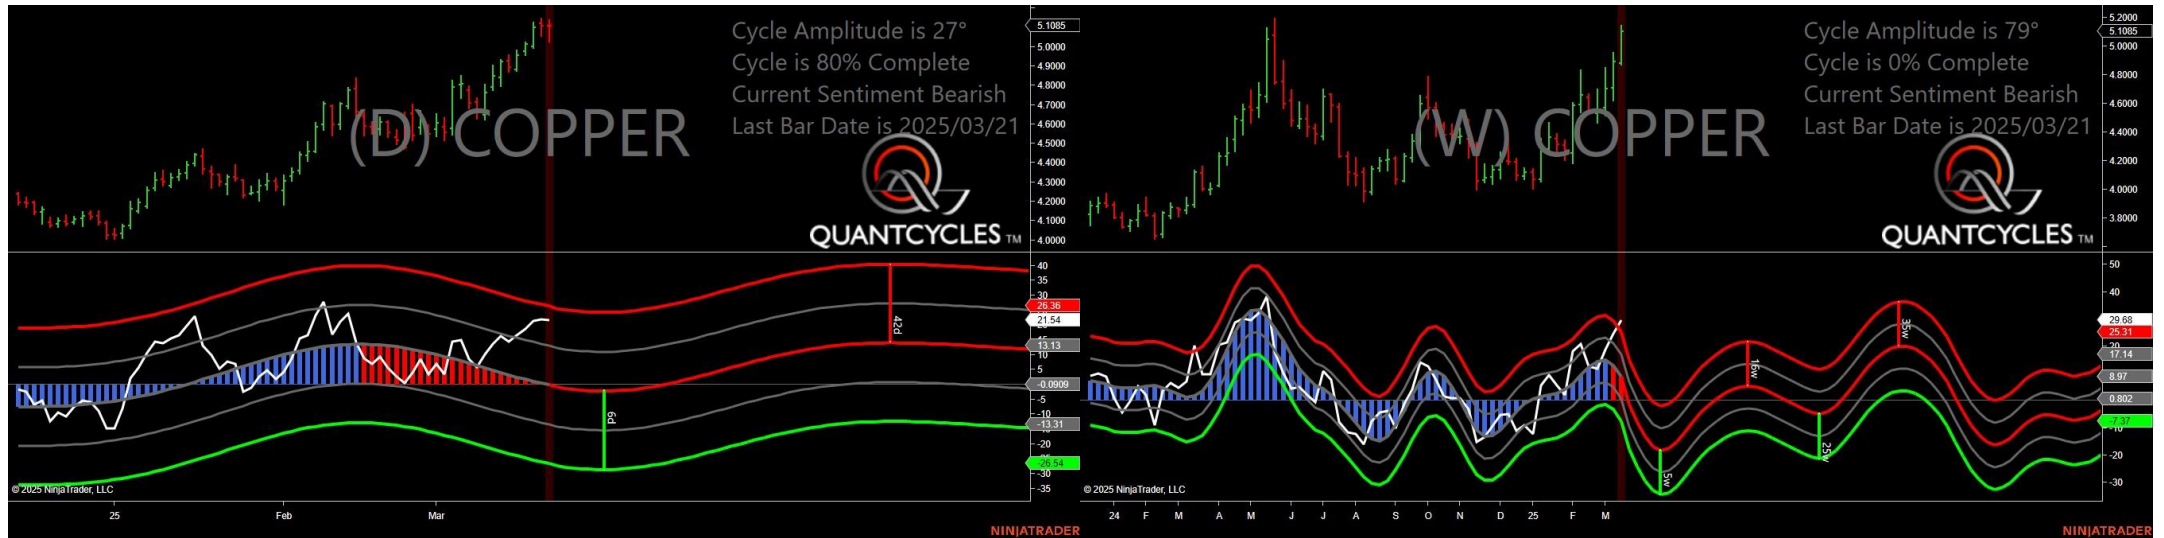 Cycle Amplitude is 27°
Cycle is 80% Complete
Current Sentiment Bearish
Last Bar Date is 2025/03/21
(D) COPPER
QUANTCYCLES TM
5.1085
5.0000
4.9000
4.8000
4.7000
4.6000
4.5000
4.4000
4.3000
4.2000
4.1000
4.0000
40
35
30
26.36
21.54
13.13
10
5
-0.0909
-5
-10
-13.31
-20
-26.54
-30
-35
42d
6d
© 2025 NinjaTrader, LLC
25 Feb Mar
NINJATRADER
Cycle Amplitude is 79°
Cycle is 0% Complete
Current Sentiment Bearish
Last Bar Date is 2025/03/21
(W) COPPER
QUANTCYCLES TM
5.2000
5.1085
5.0000
4.8000
4.6000
4.4000
4.2000
4.0000
3.8000
50
40
29.68
25.31
20
17.14
8.97
0.802
-7.37
-10
-20
-30
35w
16w
25w
5w
© 2025 NinjaTrader, LLC
24 F M A M J J A S O N D 25 F M
NINJATRADER